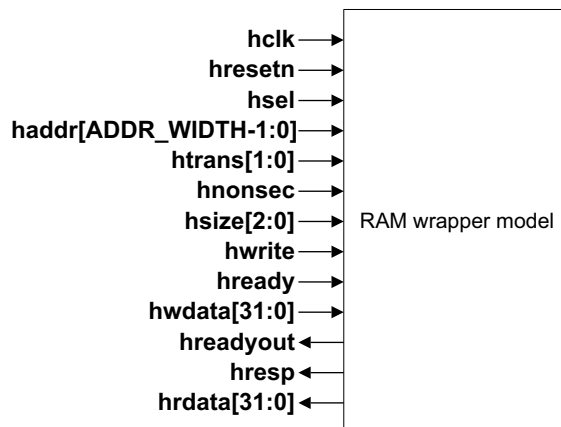 hclk
hresetn
hsel
haddr[ADDR_WIDTH-1:0]
htrans[1:0]
hnonsec
hsize[2:0]
RAM wrapper model
hwrite
hready
hwdata[31:0]
hreadyout
hresp
hrdata[31:0]